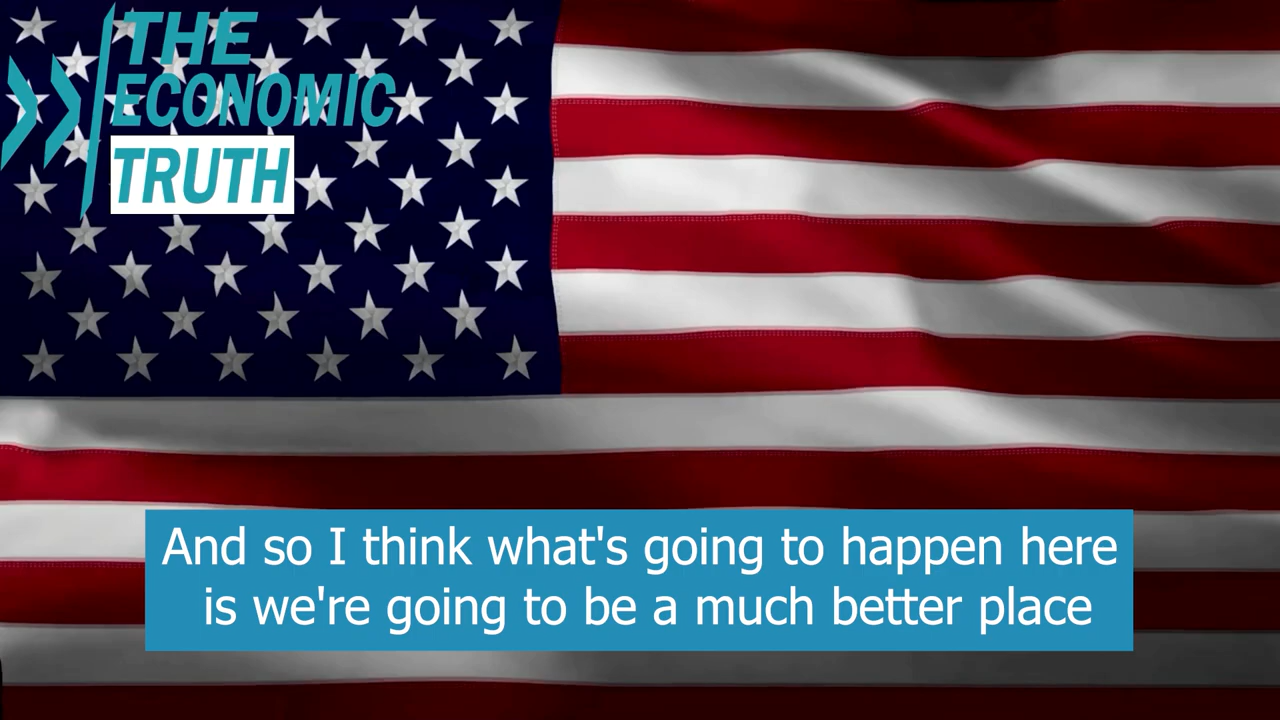 THE
ECONOMIC
TRUTH
And so I think what's going to happen here
is we're going to be a much better place